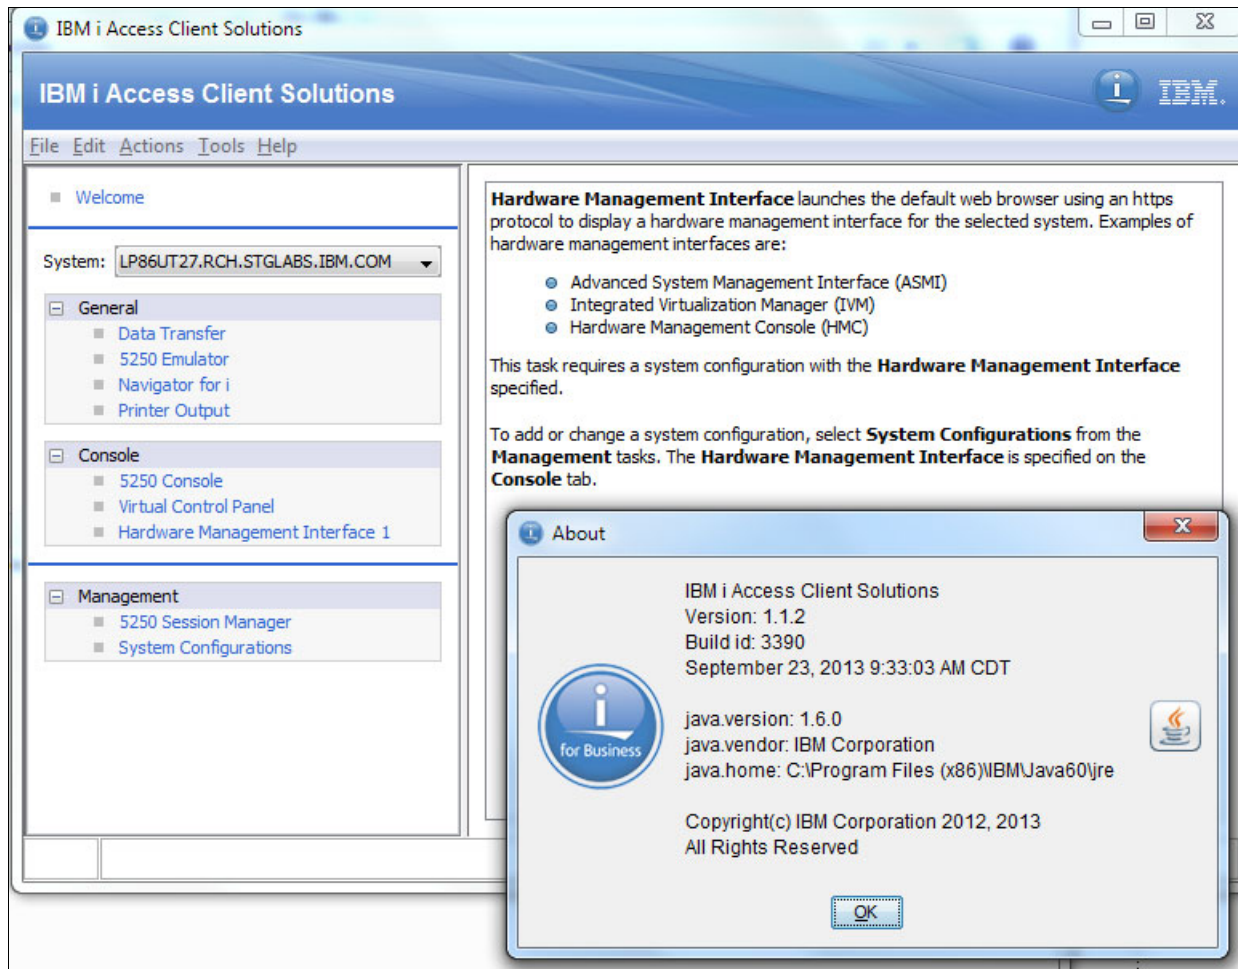 IBM i Access Client Solutions
IBM i Access Client Solutions
i IBM.
File Edit Actions Tools Help
Welcome
System: LP86UT27.RCH.STGLABS.IBM.COM
General
Data Transfer
5250 Emulator
Navigator for i
Printer Output
Console
5250 Console
Virtual Control Panel
Hardware Management Interface 1
Management
5250 Session Manager
System Configurations
Hardware Management Interface launches the default web browser using an https
protocol to display a hardware management interface for the selected system. Examples of
hardware management interfaces are:
Advanced System Management Interface (ASMI)
Integrated Virtualization Manager (IVM)
Hardware Management Console (HMC)
This task requires a system configuration with the Hardware Management Interface
specified.
To add or change a system configuration, select System Configurations from the
Management tasks. The Hardware Management Interface is specified on the
Console tab.
About
i
for Business
IBM i Access Client Solutions
Version: 1.1.2
Build id: 3390
September 23, 2013 9:33:03 AM CDT
java.version: 1.6.0
java.vendor: IBM Corporation
java.home: C:\Program Files (x86)\IBM\Java60\jre
Copyright(c) IBM Corporation 2012, 2013
All Rights Reserved
OK